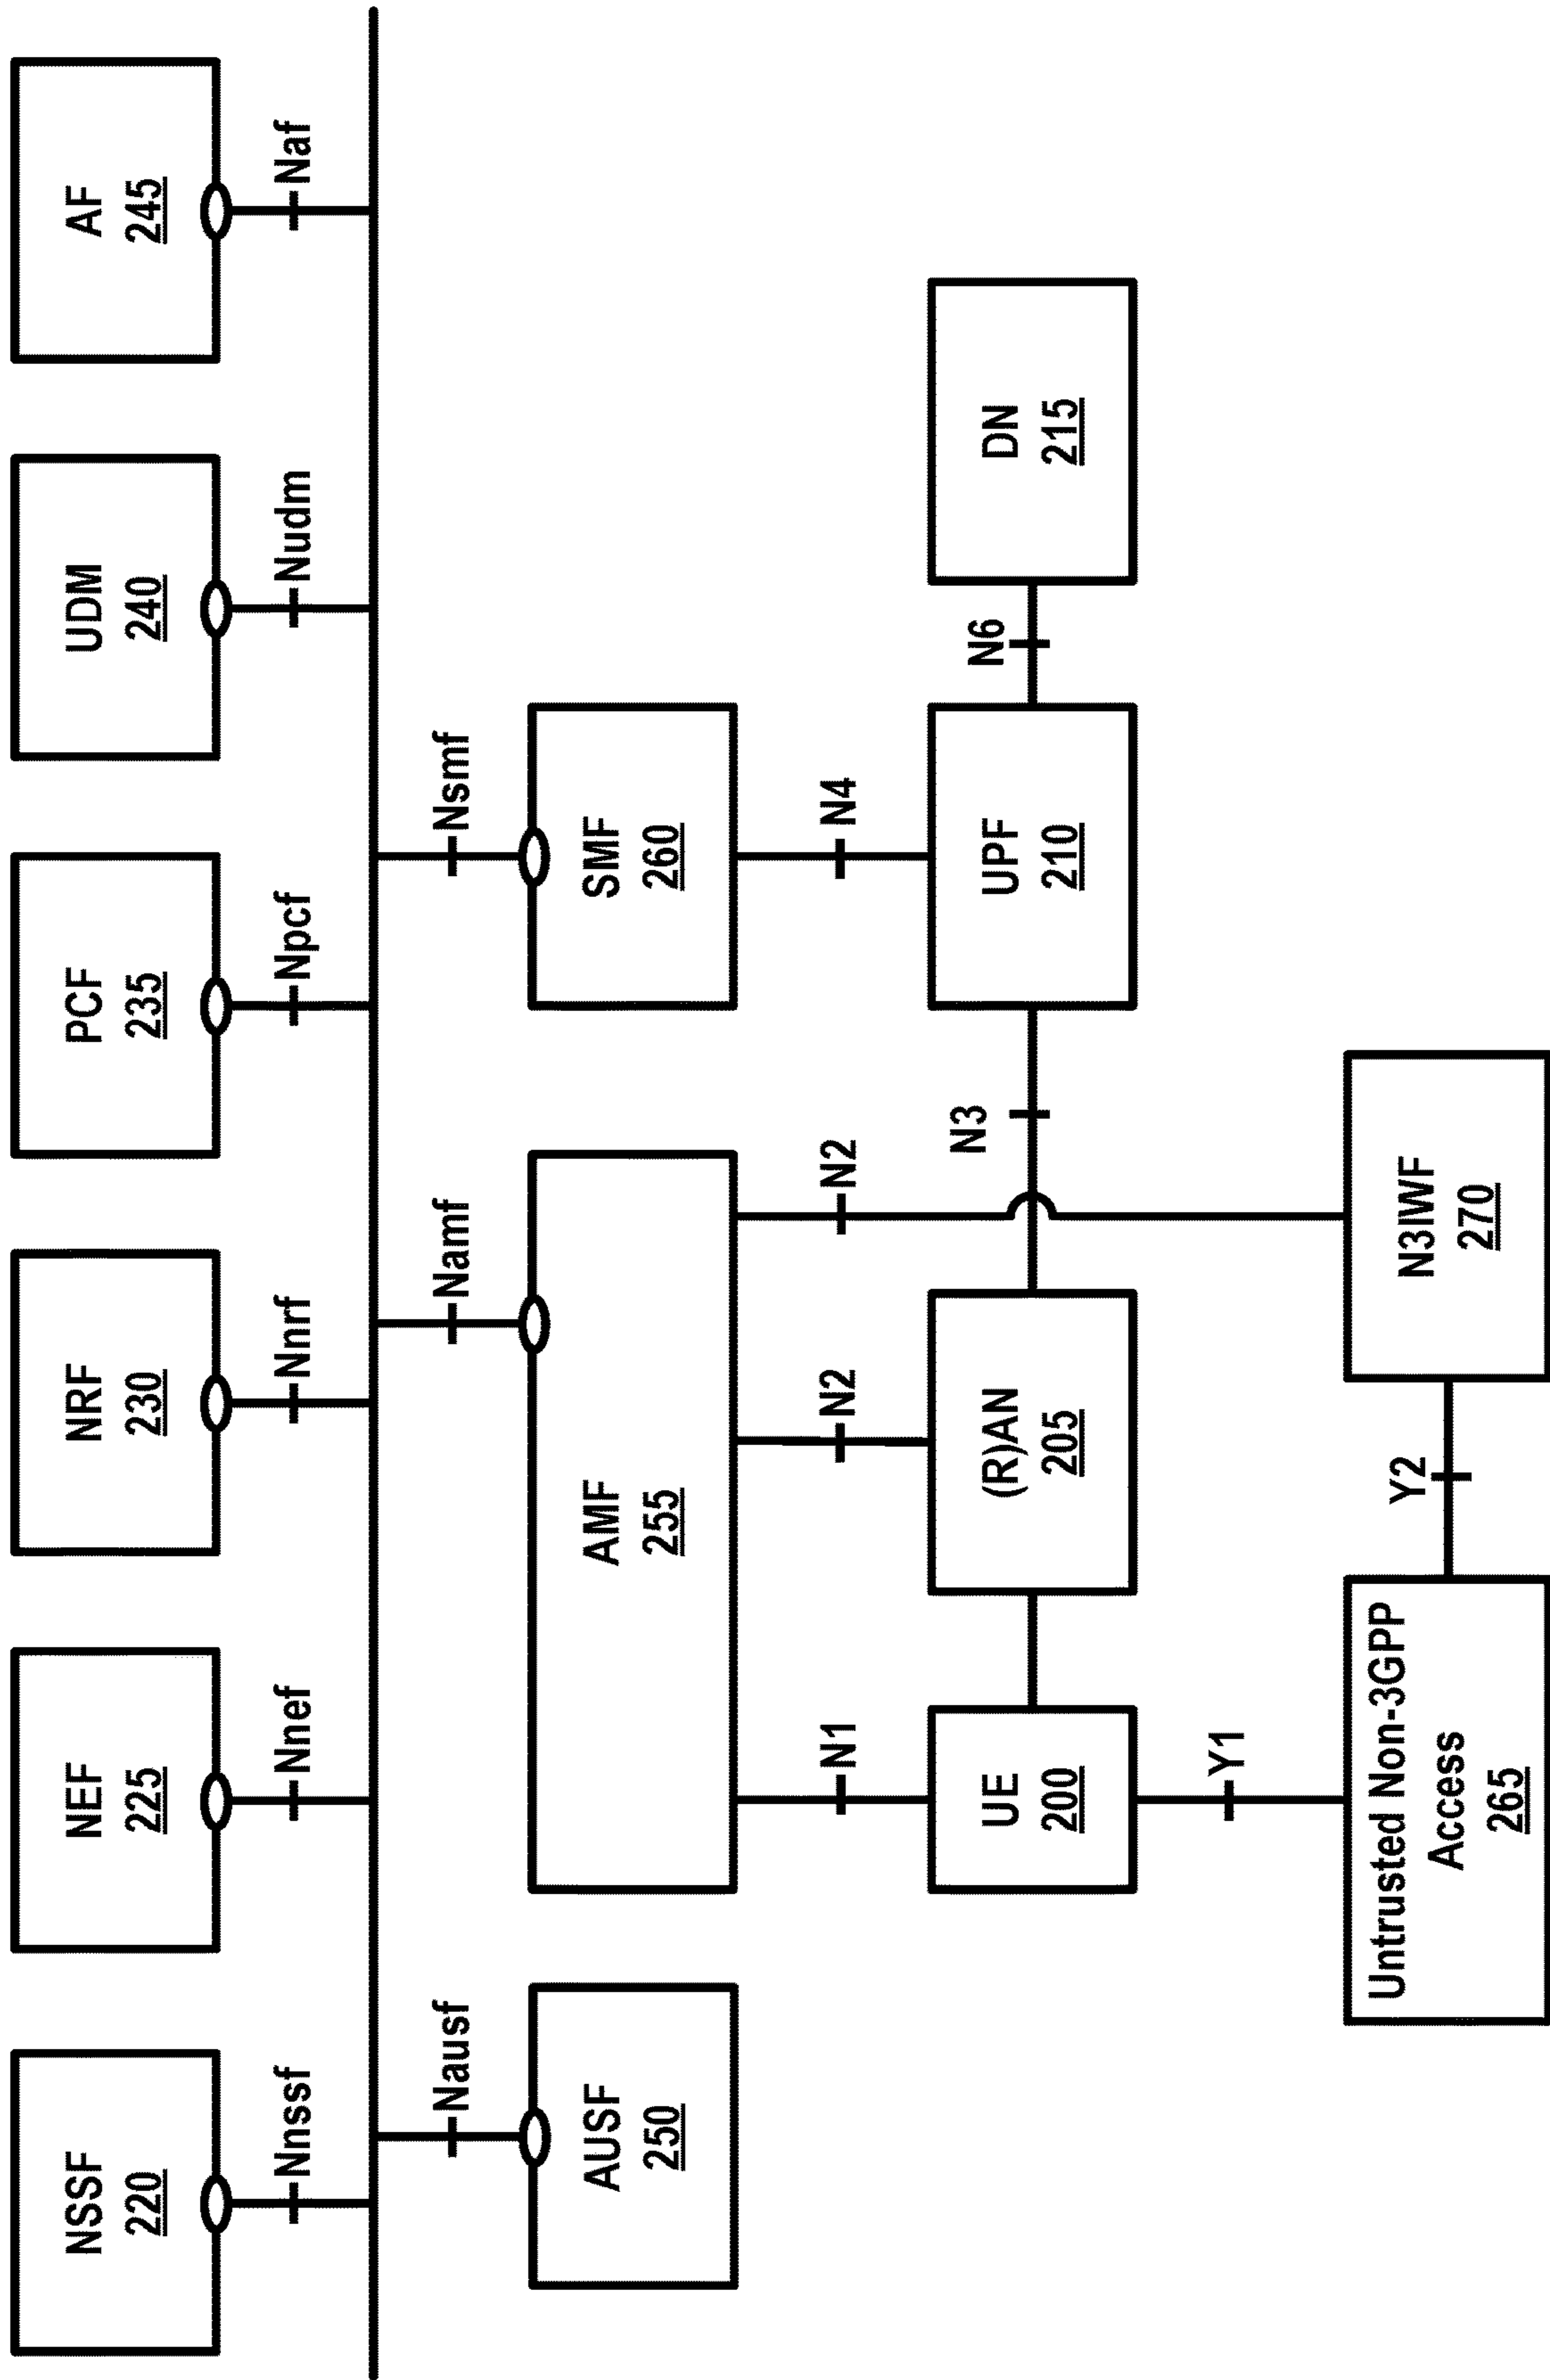 NSSF
220
NEF
225
NRF
230
PCF
235
UDM
240
AF
245
Nnssf
Nnef
Nnrf
Npcf
Nudm
Naf
Nausf
Namf
Nsmf
AUSF
250
AMF
255
SMF
260
N1
N2
N2
N4
UE
200
(R)AN
205
N3
UPF
210
N6
DN
215
Y1
Untrusted Non-3GPP
Access
265
Y2
N3IWF
270